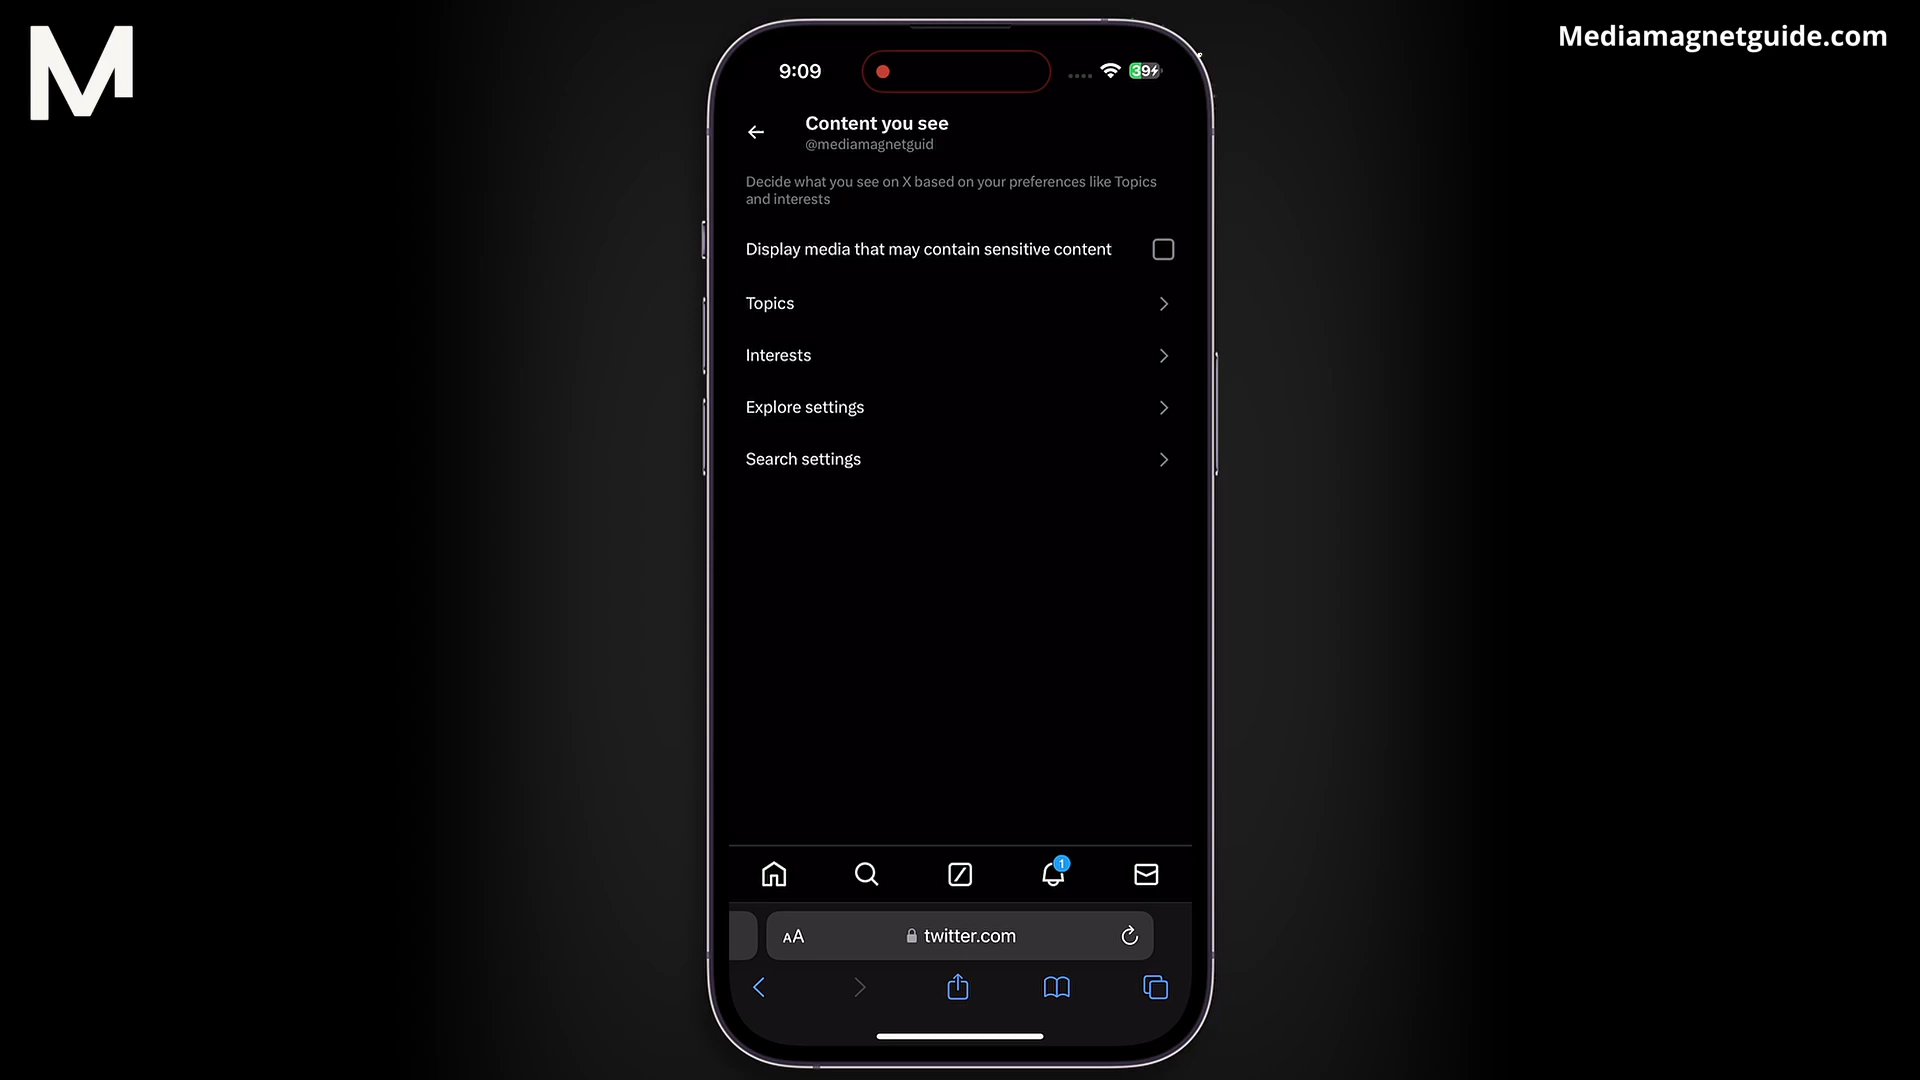 M
Mediamagnetguide.com
9:09
39
Content you see
@mediamagnetguid
Decide what you see on X based on your preferences like Topics
and interests
Display media that may contain sensitive content
Topics
Interests
Explore settings
Search settings
1
AA
twitter.com